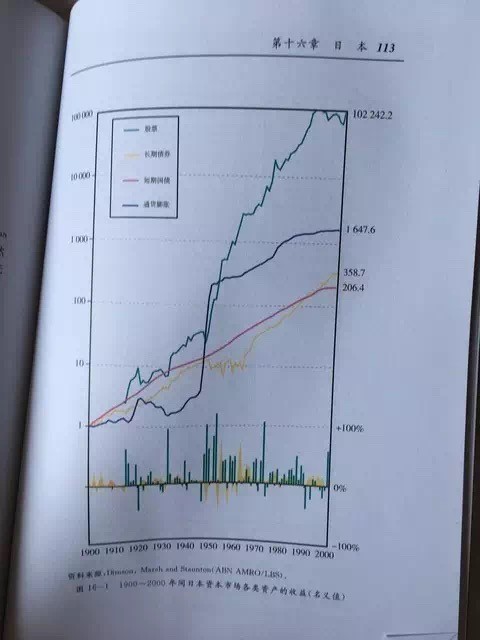 第十六章 日 本 113
100 000
102 242.2
股票
长期债券
短期国债
通货膨胀
10 000
1 000
1 647.6
358.7
206.4
100
10
1
+100%
0%
-100%
1900 1910 1920 1930 1940 1950 1960 1970 1980 1990 2000
资料来源:Dimson, Marsh and Staunton(ABN AMRO/LBS)。
图 16-1 1900~2000年间日本资本市场各类资产的收益(名义值)